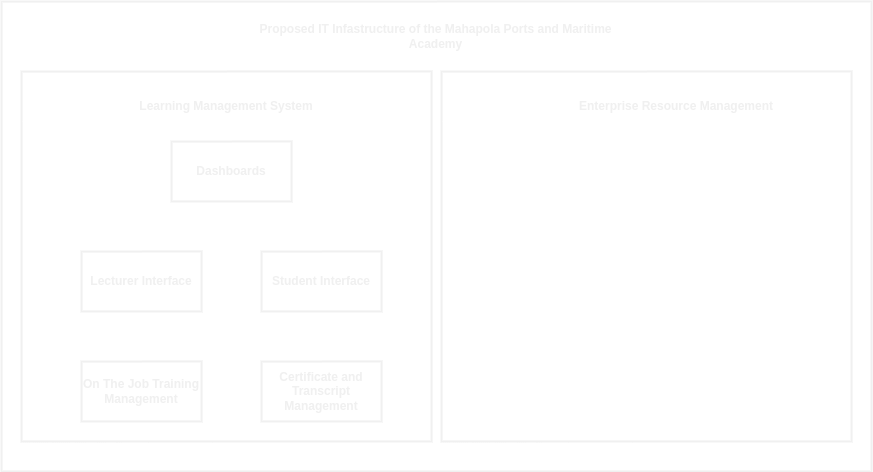 Proposed IT Infastructure of the Mahapola Ports and Maritime
Academy
Learning Management System
Enterprise Resource Management
Dashboards
Lecturer Interface
Student Interface
On The Job Training
Management
Certificate and
Transcript
Management